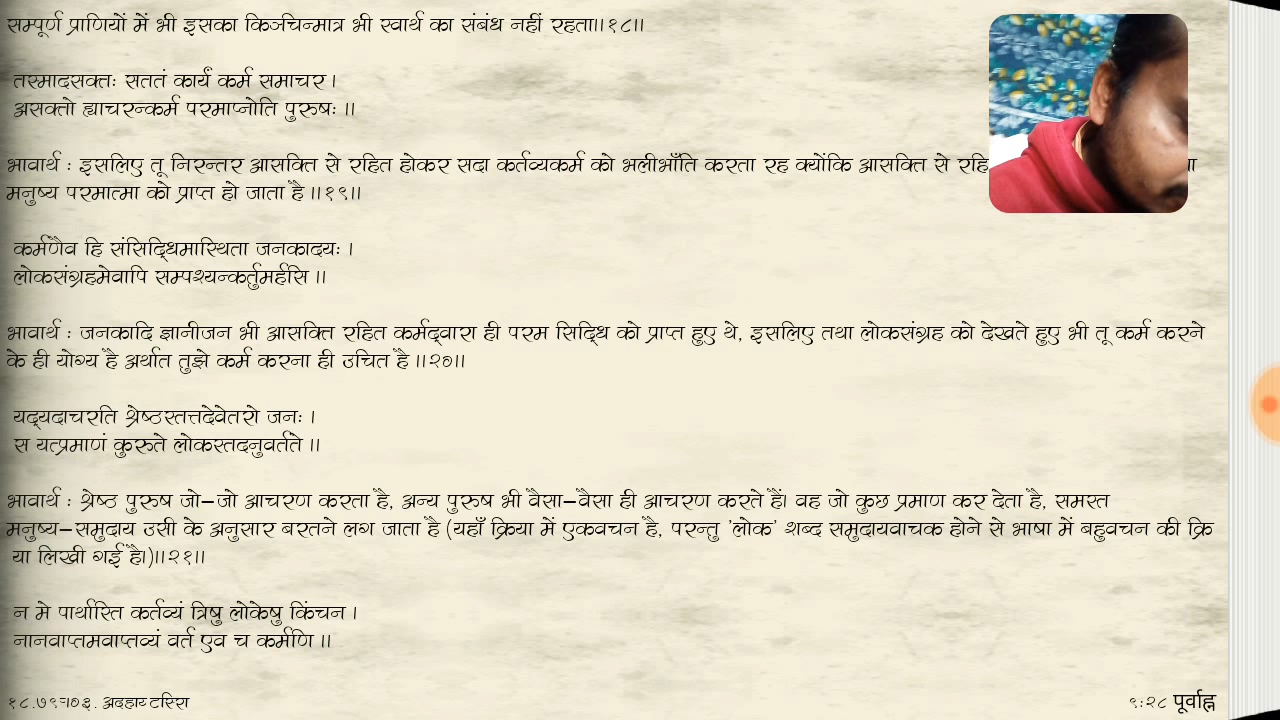 सम्पूर्ण प्राणियों में भी इसका किञ्चिन्मात्र भी स्वार्थ का संबंध नहीं रहता॥१८॥
तस्मादसक्तः सततं कार्यं कर्म समाचर ।
असक्तो ह्याचरन्कर्म परमाप्नोति पुरुषः ॥
भावार्थ : इसलिए तू निरन्तर आसक्ति से रहित होकर सदा कर्तव्यकर्म को भलीभाँति करता रह क्योंकि आसक्ति से
मनुष्य परमात्मा को प्राप्त हो जाता है ॥१९॥
कर्मणैव हि संसिद्धिमास्थिता जनकादयः ।
लोकसंग्रहमेवापि सम्पश्यन्कर्तुमर्हसि ॥
भावार्थ : जनकादि ज्ञानीजन भी आसक्ति रहित कर्मद्वारा ही परम सिद्धि को प्राप्त हुए थे, इसलिए तथा लोकसंग्रह को देखते हुए भी तू कर्म करने
के ही योग्य है अर्थात तुझे कर्म करना ही उचित है ॥२०॥
यद्यदाचरति श्रेष्ठस्तत्तदेवेतरो जनः ।
स यत्प्रमाणं कुरुते लोकस्तदनुवर्तते ॥
भावार्थ : श्रेष्ठ पुरुष जो-जो आचरण करता है, अन्य पुरुष भी वैसा-वैसा ही आचरण करते हैं। वह जो कुछ प्रमाण कर देता है, समस्त
मनुष्य-समुदाय उसी के अनुसार बरतने लग जाता है (यहाँ क्रिया में एकवचन है, परन्तु 'लोक' शब्द समुदायवाचक होने से भाषा में बहुवचन की क्रि
या लिखी गई है।)॥२१॥
न मे पार्थास्ति कर्तव्यं त्रिषु लोकेषु किंचन ।
नानवाप्तमवाप्तव्यं वर्त एव च कर्मणि ॥
९:२८ पूर्वाह्न